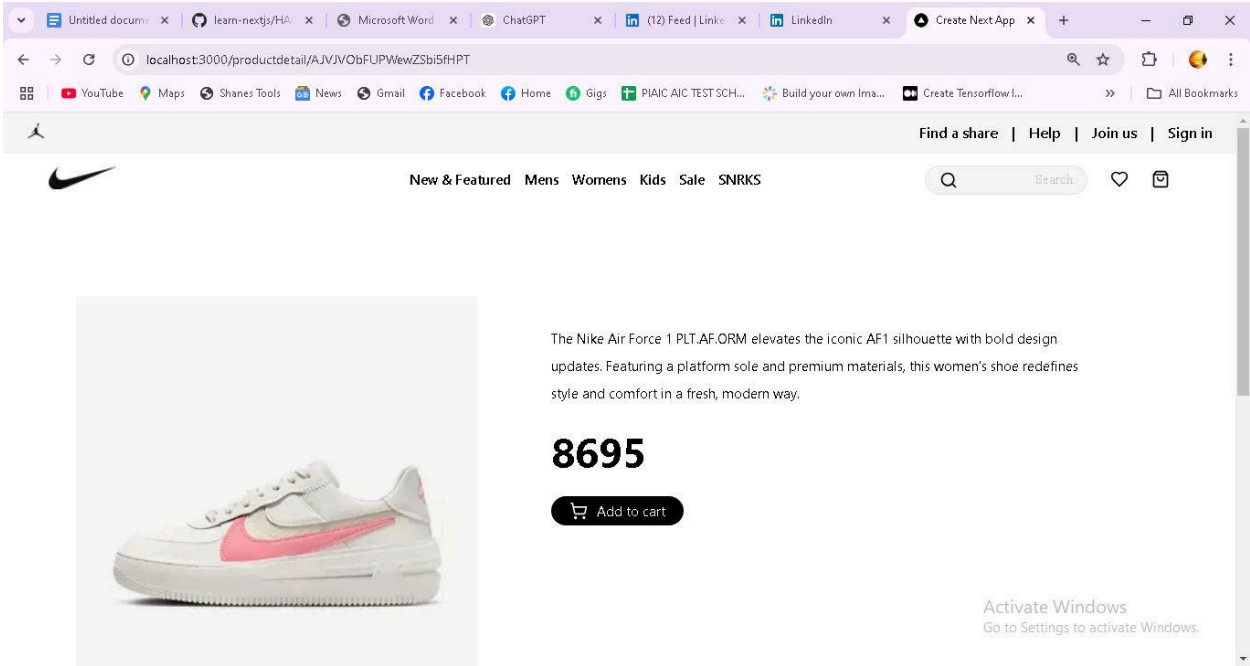 Untitled docume
learn-nextjs/HA
Microsoft Word
ChatGPT
(12) Feed | Linke
LinkedIn
Create Next App
localhost:3000/productdetail/AJVJVObFUPWewZSbi5fHPT
YouTube
Maps
Shanes Tools
News
Gmail
Facebook
Home
Gigs
PIAIC AIC TEST SCH...
Build your own Ima...
Create Tensorflow I...
All Bookmarks
Find a share | Help | Join us | Sign in
New & Featured Mens Womens Kids Sale SNRKS
Search
The Nike Air Force 1 PLT.AF.ORM elevates the iconic AF1 silhouette with bold design
updates. Featuring a platform sole and premium materials, this women's shoe redefines
style and comfort in a fresh, modern way.
8695
Add to cart
Activate Windows
Go to Settings to activate Windows.